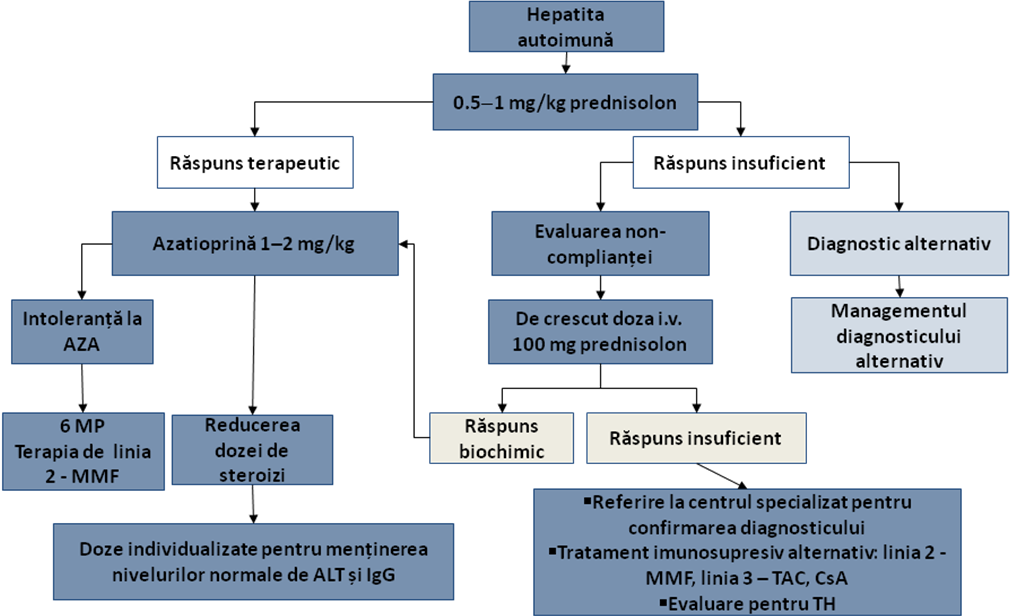 Hepatita
autoimună
0.5–1 mg/kg prednisolon
Răspuns terapeutic
Răspuns insuficient
Azatioprină 1–2 mg/kg
Evaluarea non-
complianței
Diagnostic alternativ
Intoleranță la
AZA
De crescut doza i.v.
100 mg prednisolon
Managementul
diagnosticului
alternativ
6 MP
Terapia de linia
2 - MMF
Reducerea
dozei de
steroizi
Răspuns
biochimic
Răspuns insuficient
Doze individualizate pentru menținerea
nivelurilor normale de ALT și IgG
▪Referire la centrul specializat pentru
confirmarea diagnosticului
▪Tratament imunosupresiv alternativ: linia 2 -
MMF, linia 3 – TAC, CsA
▪Evaluare pentru TH